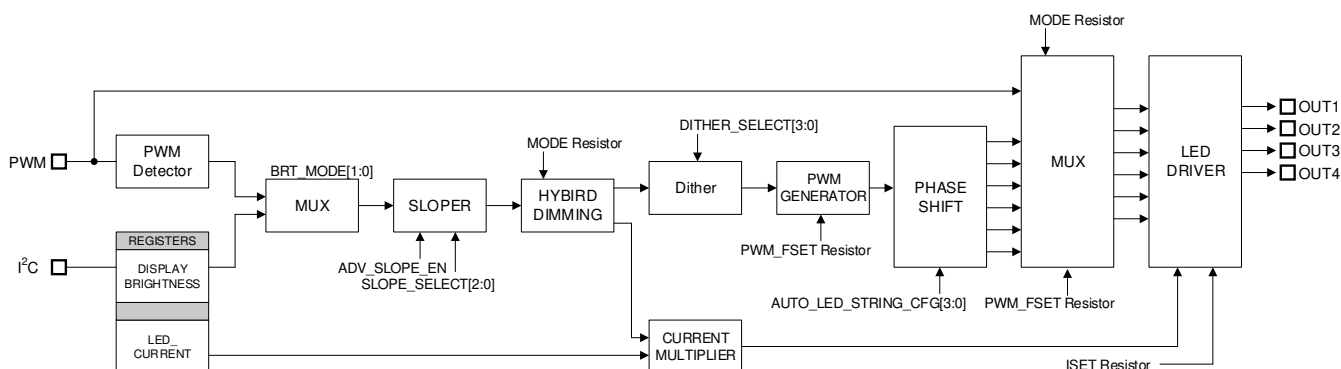 MODE Resistor
OUT1
OUT2
OUT3
OUT4
DITHER_SELECT[3:0]
MODE Resistor
PWM
PWM
Detector
BRT_MODE[1:0]
MUX
SLOPER
HYBIRD
DIMMING
Dither
PWM
GENERATOR
PHASE
SHIFT
MUX
LED
DRIVER
I²C
REGISTERS
DISPLAY
BRIGHTNESS
ADV_SLOPE_EN
SLOPE_SELECT[2:0]
PWM_FSET Resistor
AUTO_LED_STRING_CFG[3:0]
PWM_FSET Resistor
LED_
CURRENT
CURRENT
MULTIPLIER
ISET Resistor